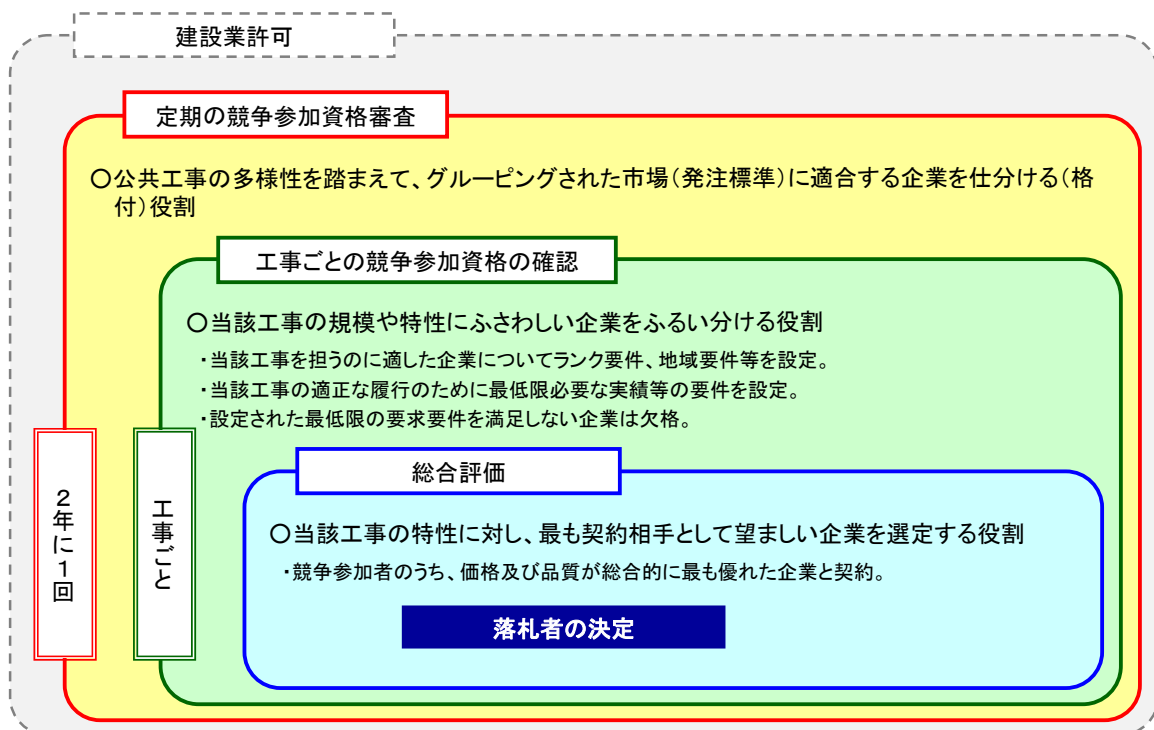 建設業許可
定期の競争参加資格審査
〇公共工事の多様性を踏まえて、グルーピングされた市場(発注標準)に適合する企業を仕分ける(格
付)役割
工事ごとの競争参加資格の確認
〇当該工事の規模や特性にふさわしい企業をふるい分ける役割
・当該工事を担うのに適した企業についてランク要件、地域要件等を設定。
・当該工事の適正な履行のために最低限必要な実績等の要件を設定。
・設定された最低限の要求要件を満足しない企業は欠格。
2年に1回
工事ごと
総合評価
〇当該工事の特性に対し、最も契約相手として望ましい企業を選定する役割
・競争参加者のうち、価格及び品質が総合的に最も優れた企業と契約。
落札者の決定